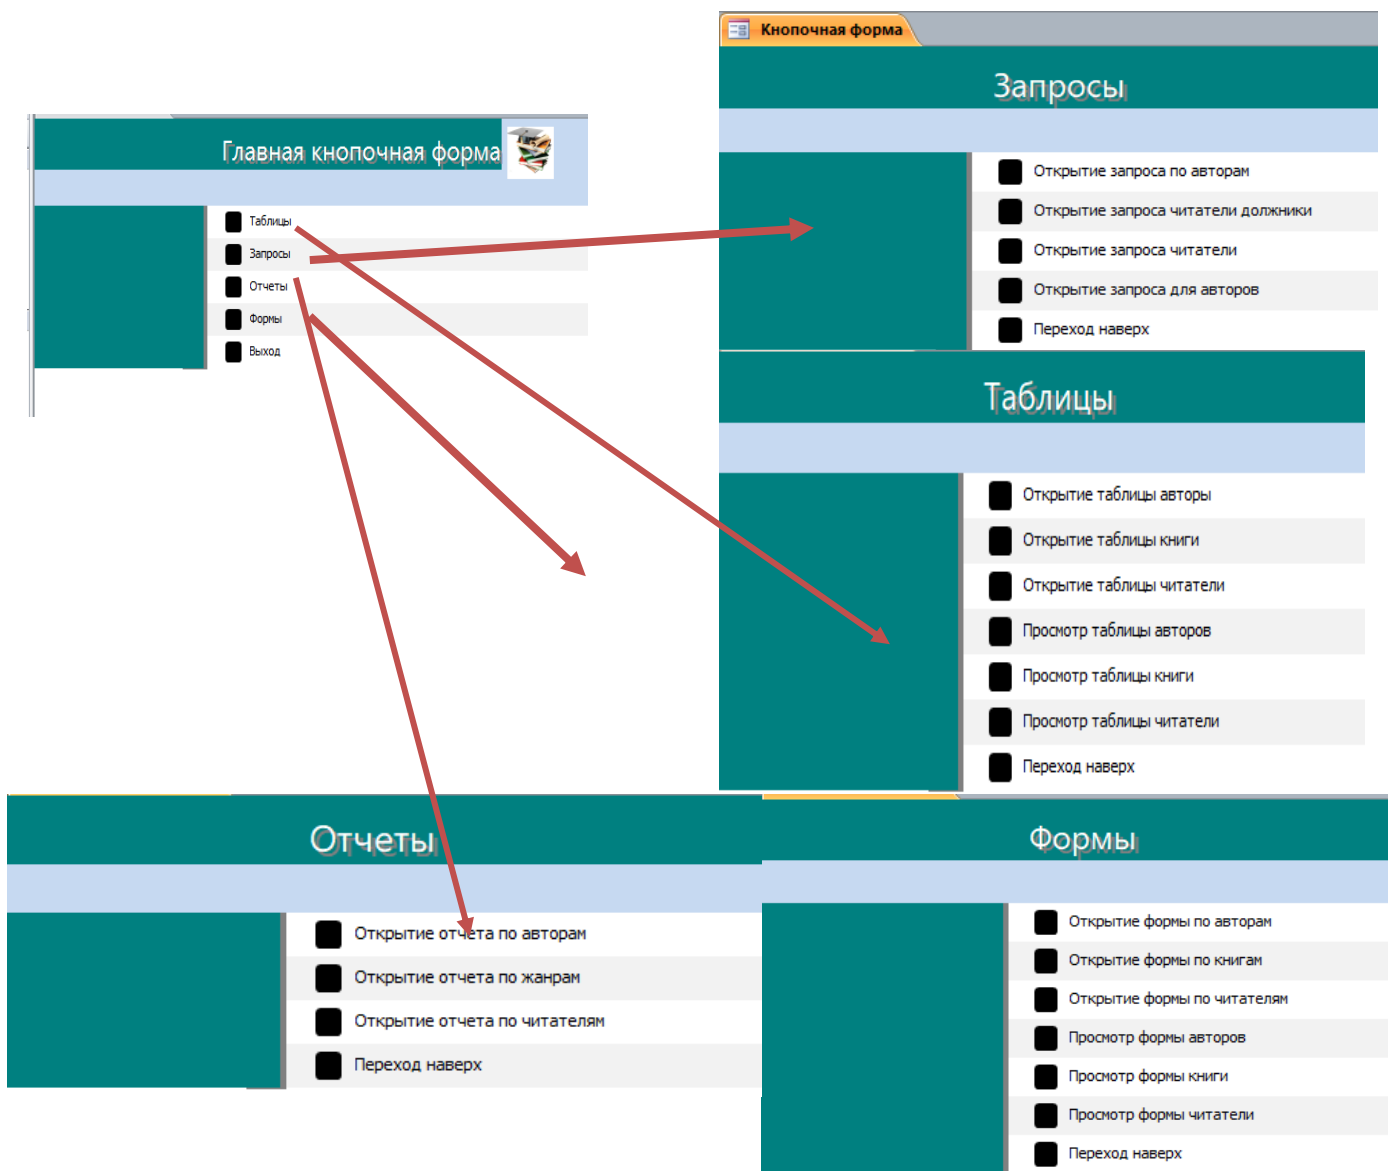 Кнопочная форма
Запросы
Открытие запроса по авторам
Открытие запроса читатели должники
Открытие запроса читатели
Открытие запроса для авторов
Переход наверх
Главная кнопочная форма
Таблицы
Запросы
Отчеты
Формы
Выход
Таблицы
Открытие таблицы авторы
Открытие таблицы книги
Открытие таблицы читатели
Просмотр таблицы авторов
Просмотр таблицы книги
Просмотр таблицы читатели
Переход наверх
Отчеты
Открытие отчета по авторам
Открытие отчета по жанрам
Открытие отчета по читателям
Переход наверх
Формы
Открытие формы по авторам
Открытие формы по книгам
Открытие формы по читателям
Просмотр формы авторов
Просмотр формы книги
Просмотр формы читатели
Переход наверх